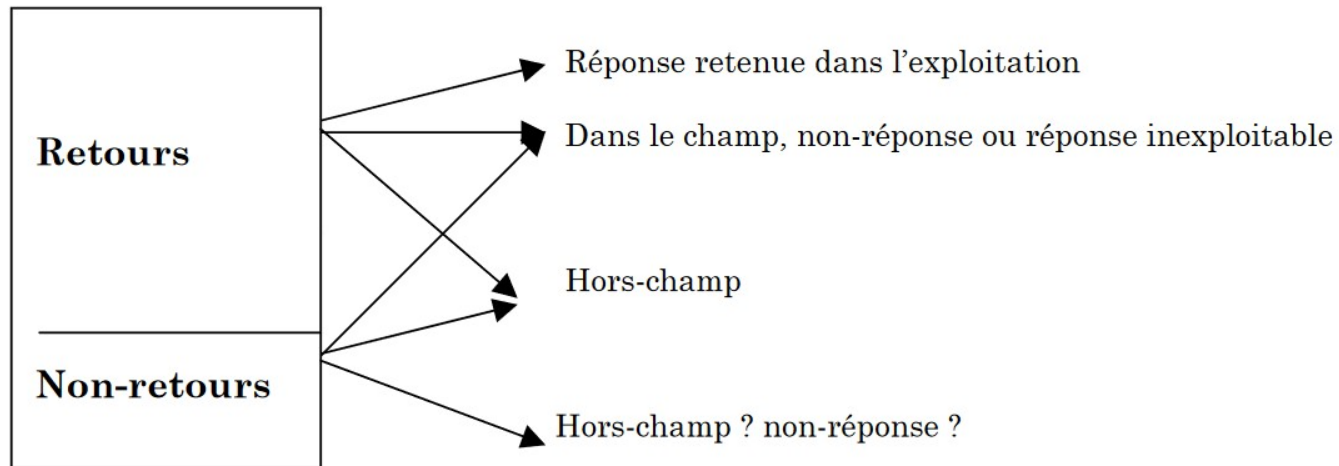 Réponse retenue dans l’exploitation
Dans le champ, non-réponse ou réponse inexploitable
Retours
Hors-champ
Non-retours
Hors-champ ? non-réponse ?